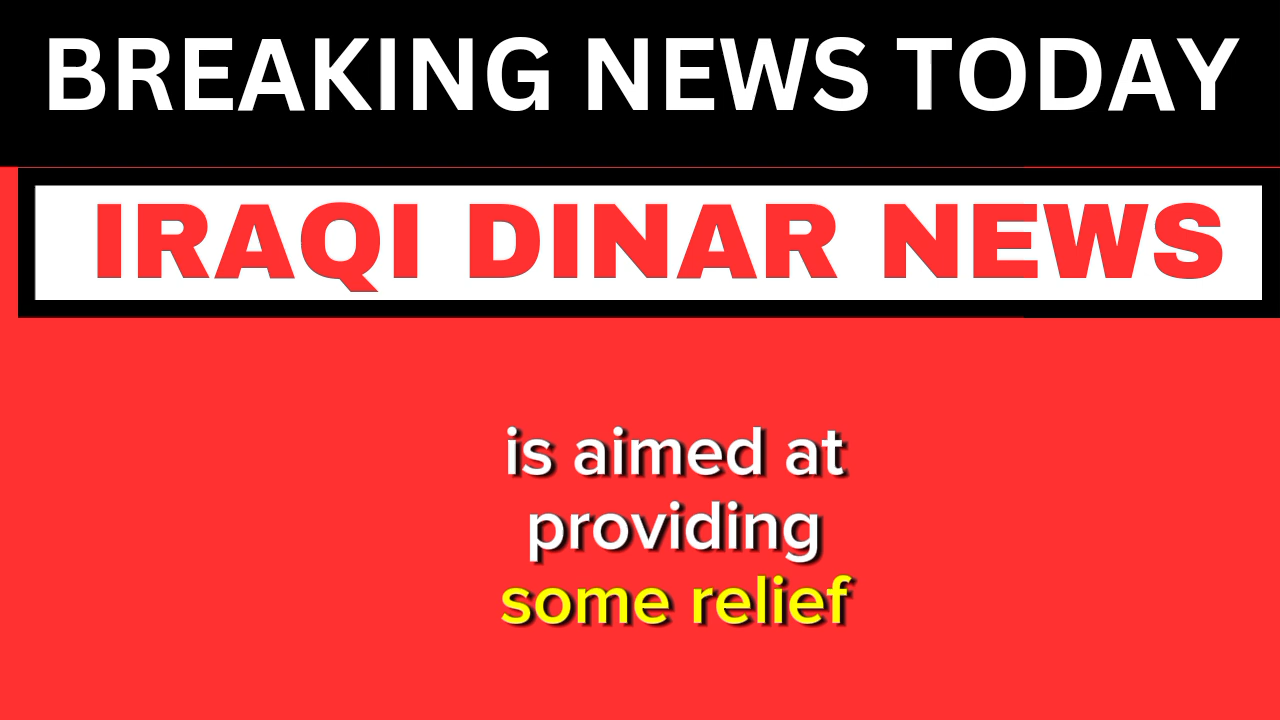 BREAKING NEWS TODAY
IRAQI DINAR NEWS
is aimed at
providing
some relief